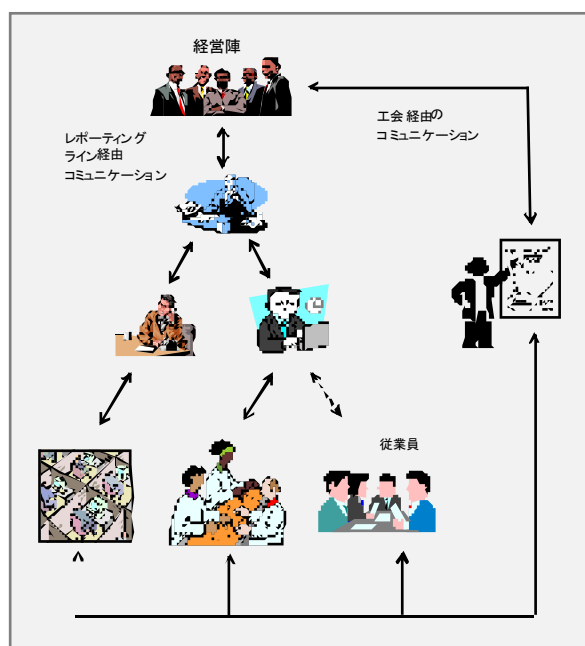 経営陣
レポーティング
ライン経由
コミュニケーション
工会経由の
コミュニケーション
従業員